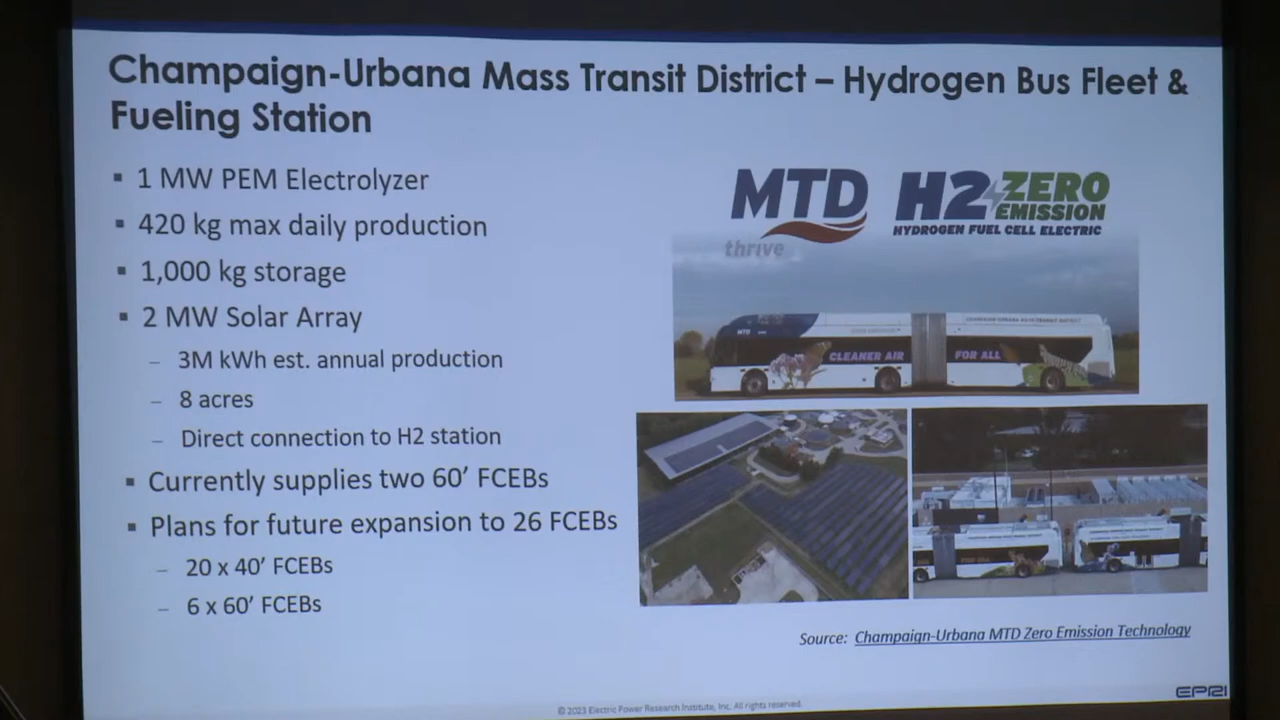 Champaign-Urbana Mass Transit District – Hydrogen Bus Fleet &
Fueling Station
▪ 1 MW PEM Electrolyzer
▪ 420 kg max daily production
▪ 1,000 kg storage
▪ 2 MW Solar Array
– 3M kWh est. annual production
– 8 acres
– Direct connection to H2 station
▪ Currently supplies two 60’ FCEBs
▪ Plans for future expansion to 26 FCEBs
– 20 x 40’ FCEBs
– 6 x 60’ FCEBs
MTD
thrive
H2 ZERO
EMISSION
HYDROGEN FUEL CELL ELECTRIC
MTD
CLEANER AIR
FOR ALL
Source: Champaign-Urbana MTD Zero Emission Technology
© 2023 Electric Power Research Institute, Inc. All rights reserved.
EPRI